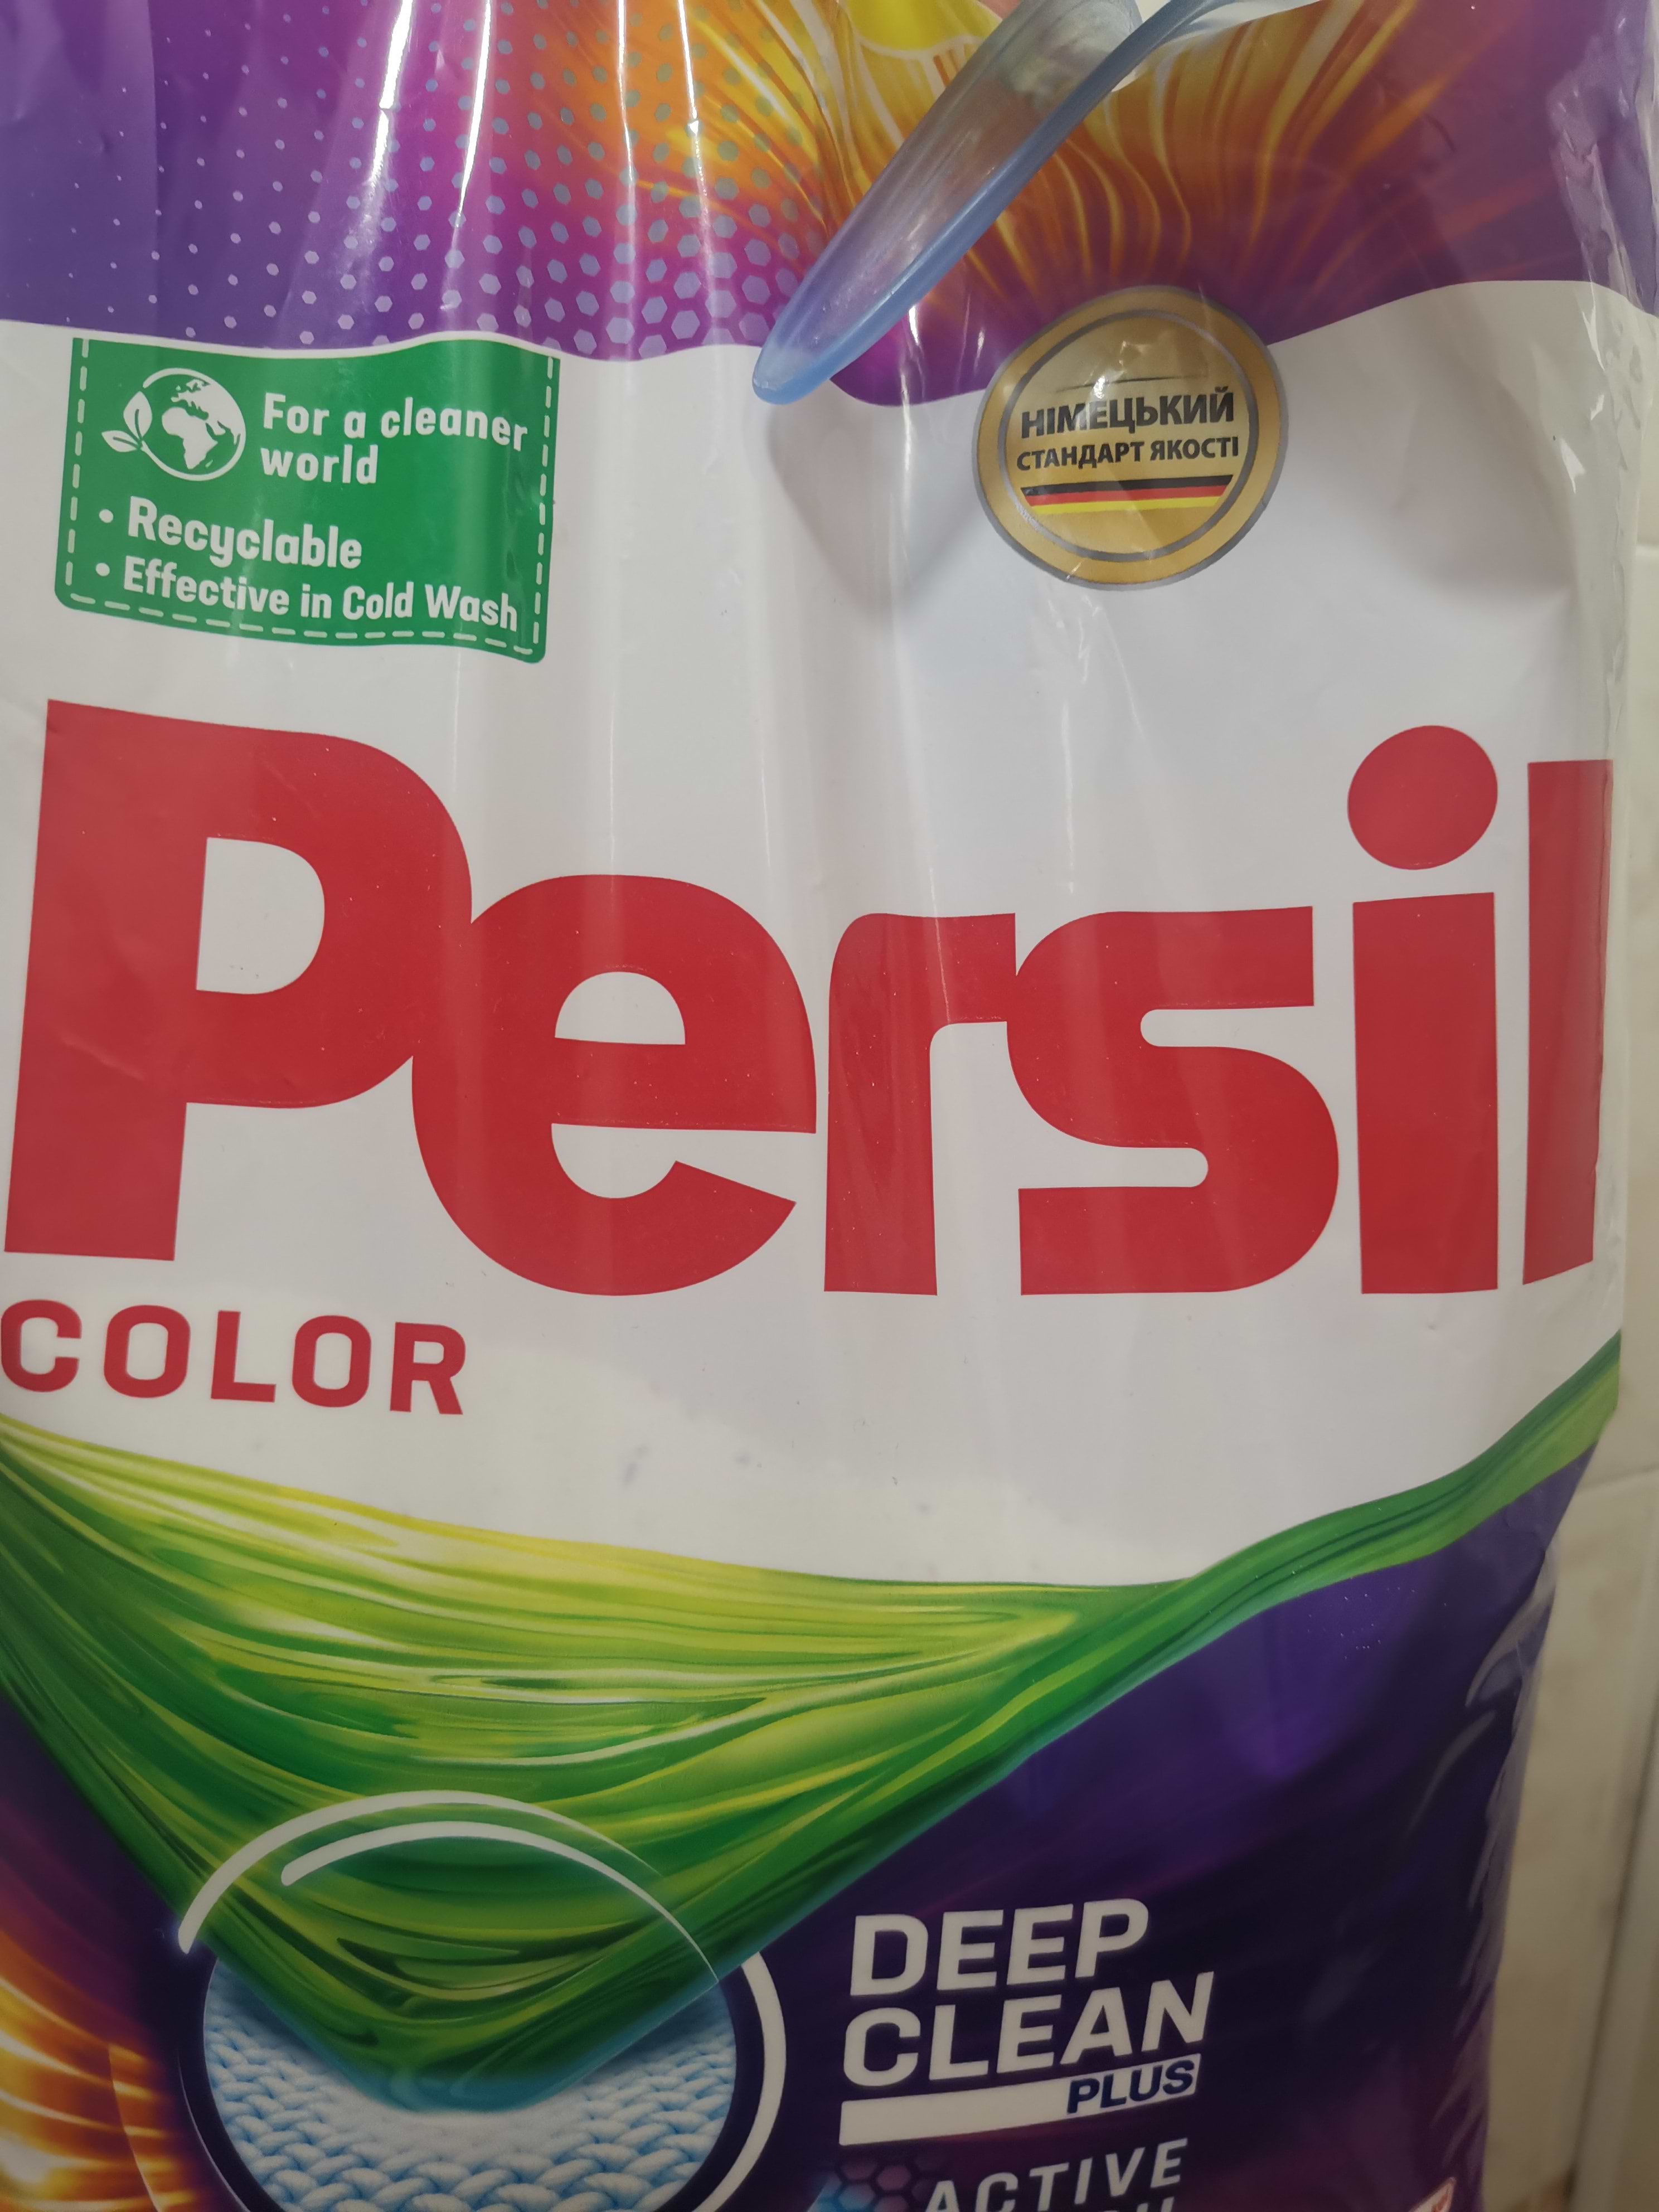 For a cleaner
world
• Recyclable
• Effective in Cold Wash
НІМЕЦЬКИЙ
СТАНДАРТ ЯКОСТІ
Persil
COLOR
DEEP
CLEAN
PLUS
ACTIVE